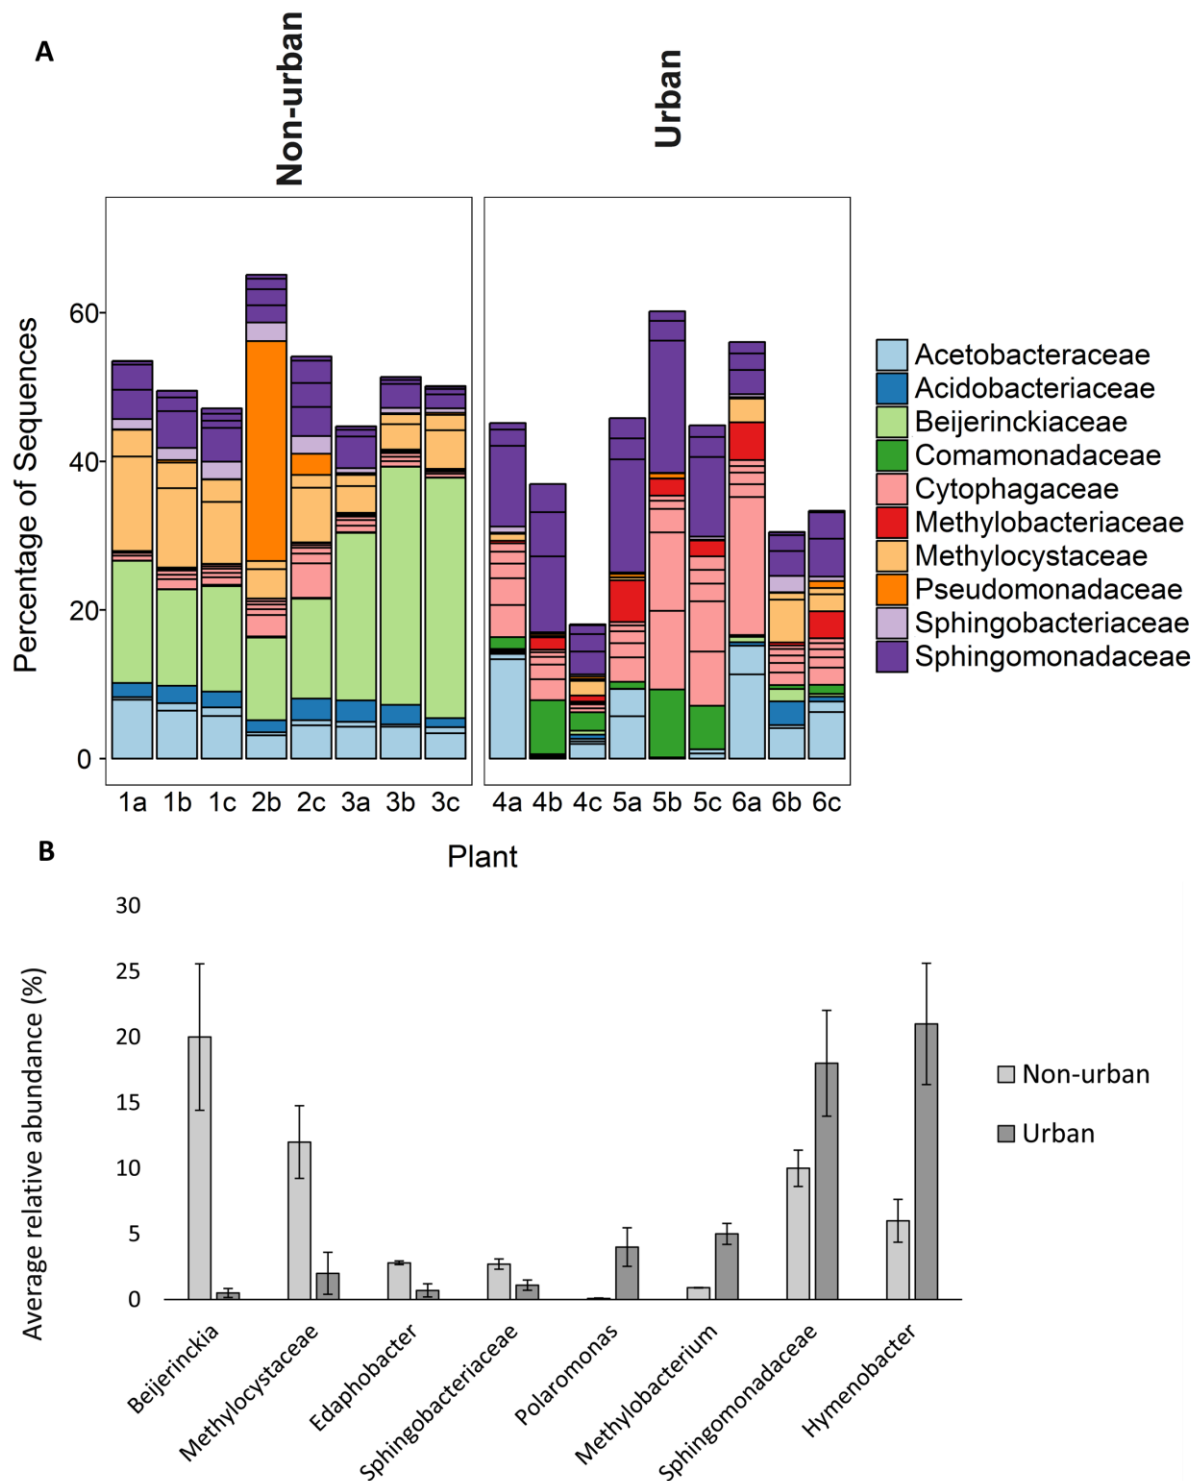 A
Non-urban
Urban
Percentage of Sequences
60
40
20
0
1a 1b 1c 2b 2c 3a 3b 3c
4a 4b 4c 5a 5b 5c 6a 6b 6c
Plant
Acetobacteraceae
Acidobacteriaceae
Beijerinckiaceae
Comamonadaceae
Cytophagaceae
Methylobacteriaceae
Methylocystaceae
Pseudomonadaceae
Sphingobacteriaceae
Sphingomonadaceae
B
Average relative abundance (%)
30
25
20
15
10
5
0
Beijerinckia
Methylocystaceae
Edaphobacter
Sphingobacteriaceae
Polaromonas
Methylobacterium
Sphingomonadaceae
Hymenobacter
Non-urban
Urban